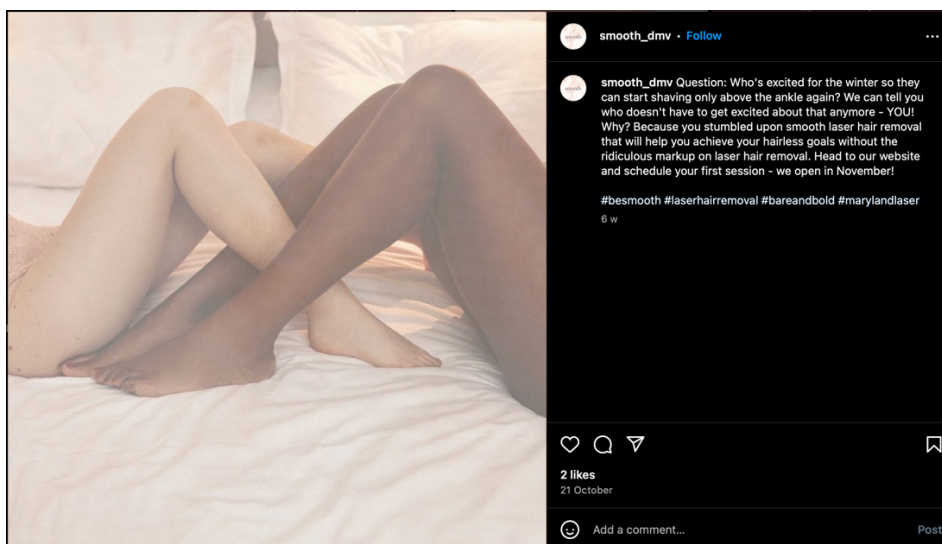 smooth_dmv • Follow
smooth_dmv Question: Who's excited for the winter so they
can start shaving only above the ankle again? We can tell you
who doesn't have to get excited about that anymore - YOU!
Why? Because you stumbled upon smooth laser hair removal
that will help you achieve your hairless goals without the
ridiculous markup on laser hair removal. Head to our website
and schedule your first session - we open in November!
#besmooth #laserhairremoval #bareandbold #marylandlaser
6 w
2 likes
21 October
Add a comment...
Post